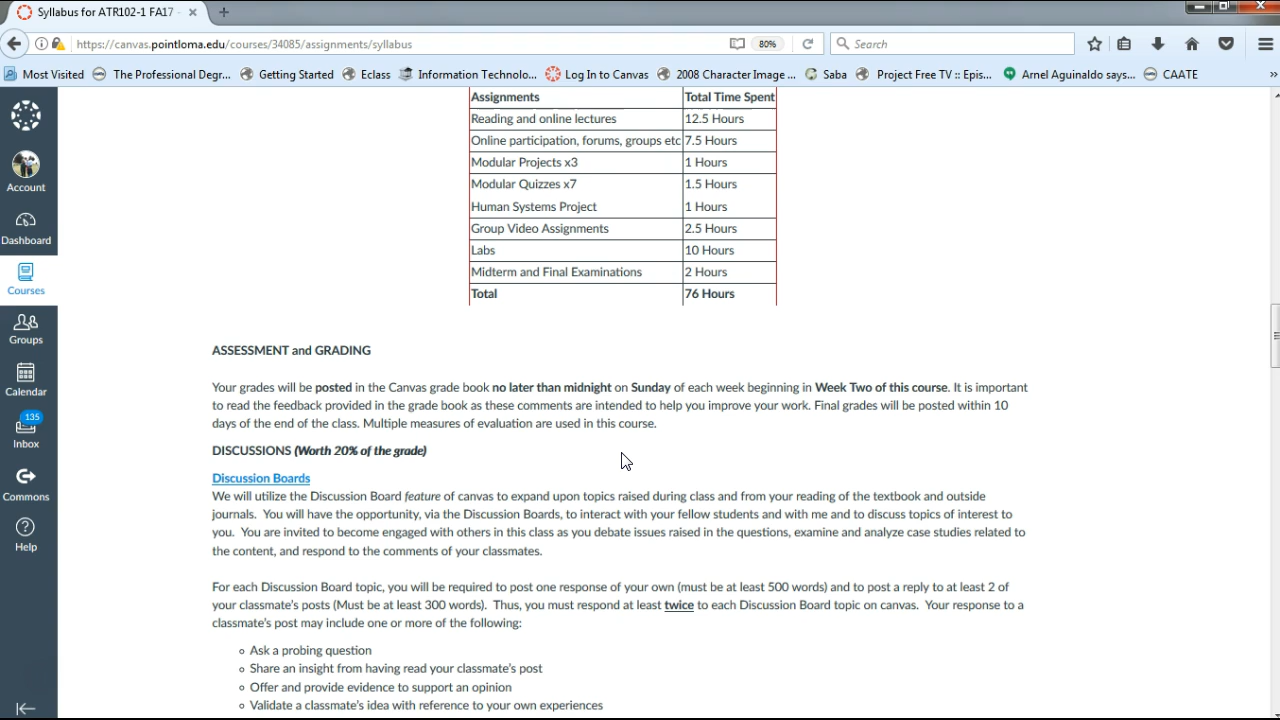 Syllabus for ATR102-1 FA17
https://canvas.pointloma.edu/courses/34085/assignments/syllabus
80%
Search
Most Visited
The Professional Degr...
Getting Started
Eclass
Information Technolo...
Log In to Canvas
2008 Character Image ...
Saba
Project Free TV :: Epis...
Arnel Aguinaldo says...
CAATE
»
Account
Dashboard
Courses
Groups
Calendar
135
Inbox
Commons
Help
Assignments Total Time Spent
Reading and online lectures 12.5 Hours
Online participation, forums, groups etc 7.5 Hours
Modular Projects x3 1 Hours
Modular Quizzes x7 1.5 Hours
Human Systems Project 1 Hours
Group Video Assignments 2.5 Hours
Labs 10 Hours
Midterm and Final Examinations 2 Hours
Total 76 Hours
ASSESSMENT and GRADING
Your grades will be posted in the Canvas grade book no later than midnight on Sunday of each week beginning in Week Two of this course. It is important
to read the feedback provided in the grade book as these comments are intended to help you improve your work. Final grades will be posted within 10
days of the end of the class. Multiple measures of evaluation are used in this course.
DISCUSSIONS (Worth 20% of the grade)
Discussion Boards
We will utilize the Discussion Board feature of canvas to expand upon topics raised during class and from your reading of the textbook and outside
journals. You will have the opportunity, via the Discussion Boards, to interact with your fellow students and with me and to discuss topics of interest to
you. You are invited to become engaged with others in this class as you debate issues raised in the questions, examine and analyze case studies related to
the content, and respond to the comments of your classmates.
For each Discussion Board topic, you will be required to post one response of your own (must be at least 500 words) and to post a reply to at least 2 of
your classmate's posts (Must be at least 300 words). Thus, you must respond at least twice to each Discussion Board topic on canvas. Your response to a
classmate's post may include one or more of the following:
Ask a probing question
Share an insight from having read your classmate's post
Offer and provide evidence to support an opinion
Validate a classmate's idea with reference to your own experiences